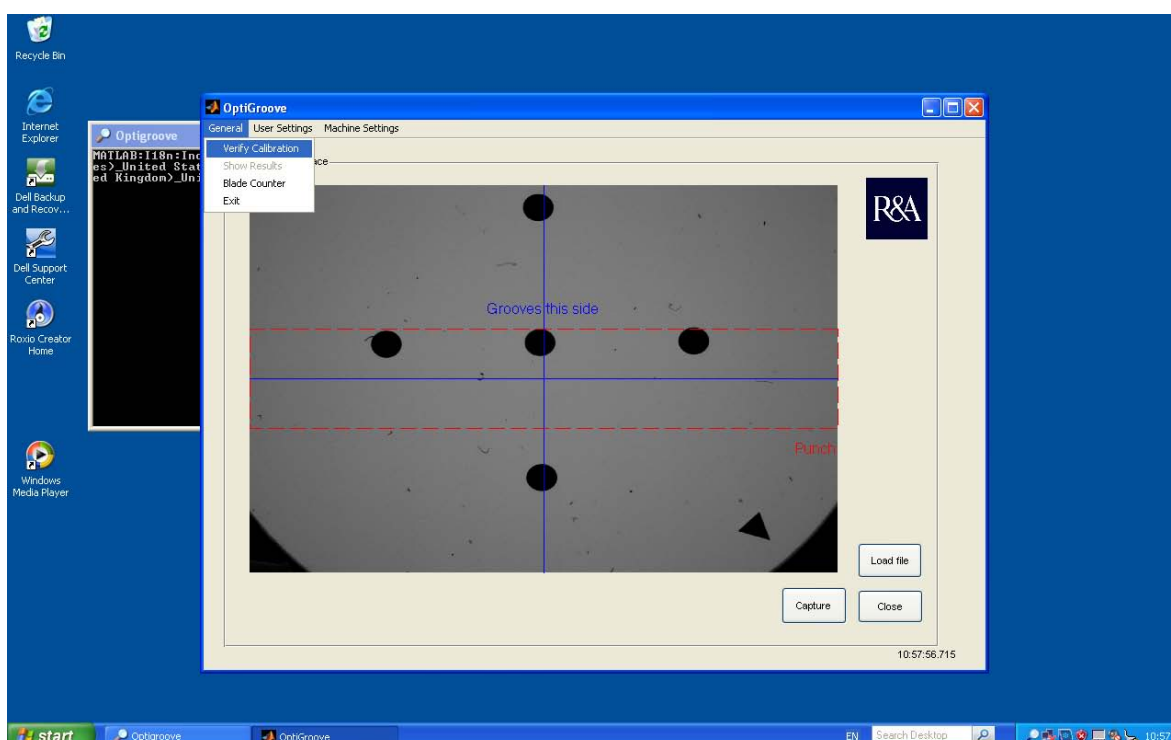 Recycle Bin
Internet
Explorer
Dell Backup
and Recov...
Dell Support
Center
Roxio Creator
Home
Windows
Media Player
Optigroove
MATLAB:I18n:Inc
es)_United Stat
ed Kingdom)_Uni
OptiGroove
General User Settings Machine Settings
Verify Calibration
Show Results
Blade Counter
Exit
ace
R&A
Grooves this side
Punch
Load file
Capture
Close
10:57:56.715
start
Optigroove
OptiGroove
EN
Search Desktop
10:57